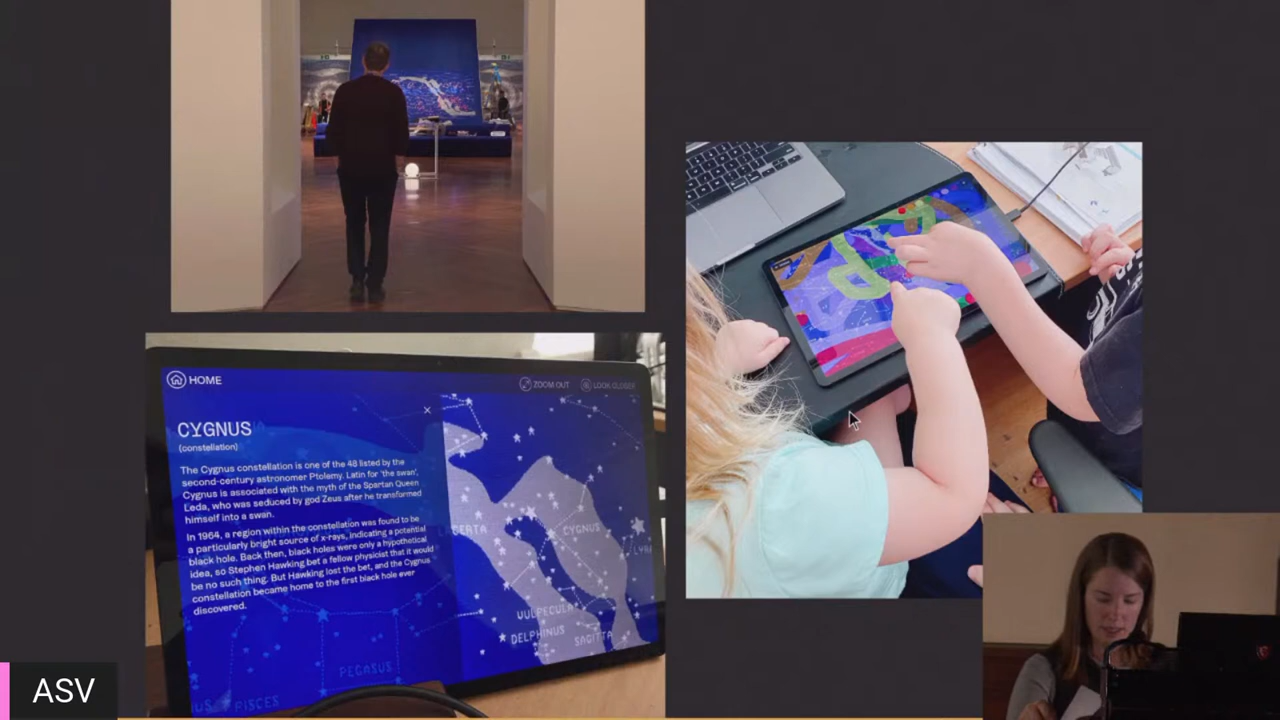 HOME
ZOOM OUT
LOOK CLOSER
CYGNUS
(constellation)
The Cygnus constellation is one of the 48 listed by the
second-century astronomer Ptolemy. Latin for 'the swan',
Cygnus is associated with the myth of the Spartan Queen
Leda, who was seduced by god Zeus after he transformed
himself into a swan.
In 1964, a region within the constellation was found to be
a particularly bright source of x-rays, indicating a potential
black hole. Back then, black holes were only a hypothetical
idea, so Stephen Hawking bet a fellow physicist that it would
be no such thing. But Hawking lost the bet, and the Cygnus
constellation became home to the first black hole ever
discovered.
CYGNUS
VULPECULA
DELPHINUS
SAGITTA
PEGASUS
PISCES
ASV